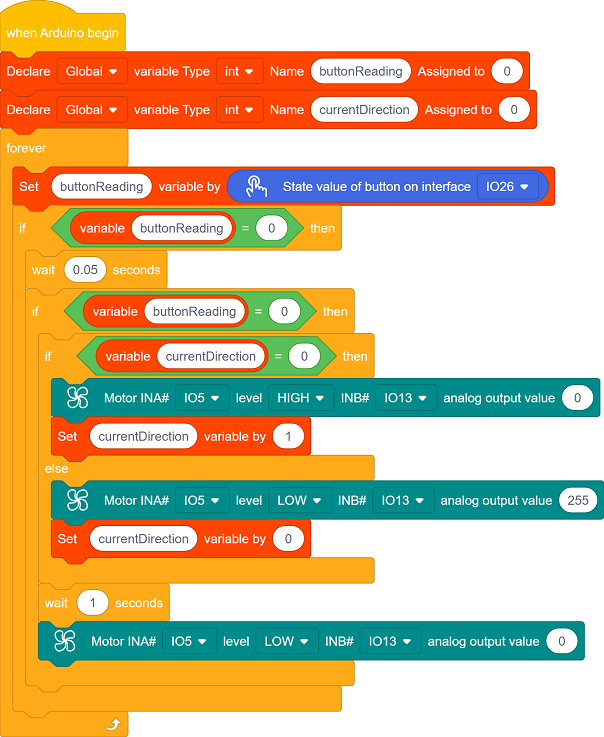 when Arduino begin
Declare Global variable Type int Name buttonReading Assigned to 0
Declare Global variable Type int Name currentDirection Assigned to 0
forever
Set buttonReading variable by State value of button on interface IO26
if variable buttonReading = 0 then
wait 0.05 seconds
if variable buttonReading = 0 then
if variable currentDirection = 0 then
Motor INA# IO5 level HIGH INB# IO13 analog output value 0
Set currentDirection variable by 1
else
Motor INA# IO5 level LOW INB# IO13 analog output value 255
Set currentDirection variable by 0
wait 1 seconds
Motor INA# IO5 level LOW INB# IO13 analog output value 0